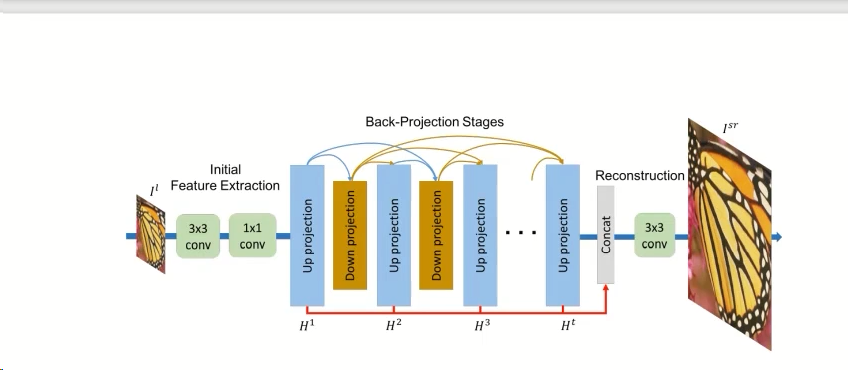 Back-Projection Stages
Initial
Feature Extraction
Reconstruction
I^l
3x3
conv
1x1
conv
Up projection
Down projection
Up projection
Down projection
Up projection
. . .
Up projection
Concat
3x3
conv
I^sr
H^1
H^2
H^3
H^t